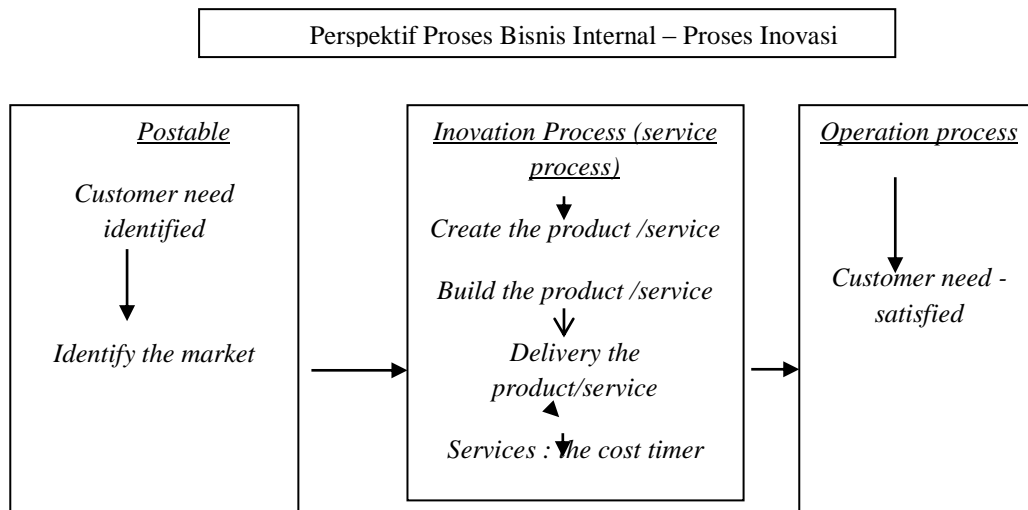 Perspektif Proses Bisnis Internal – Proses Inovasi
Postable
Customer need
identified
Identify the market
Inovation Process (service
process)
Create the product /service
Build the product /service
Delivery the
product/service
Services : the cost timer
Operation process
Customer need -
satisfied